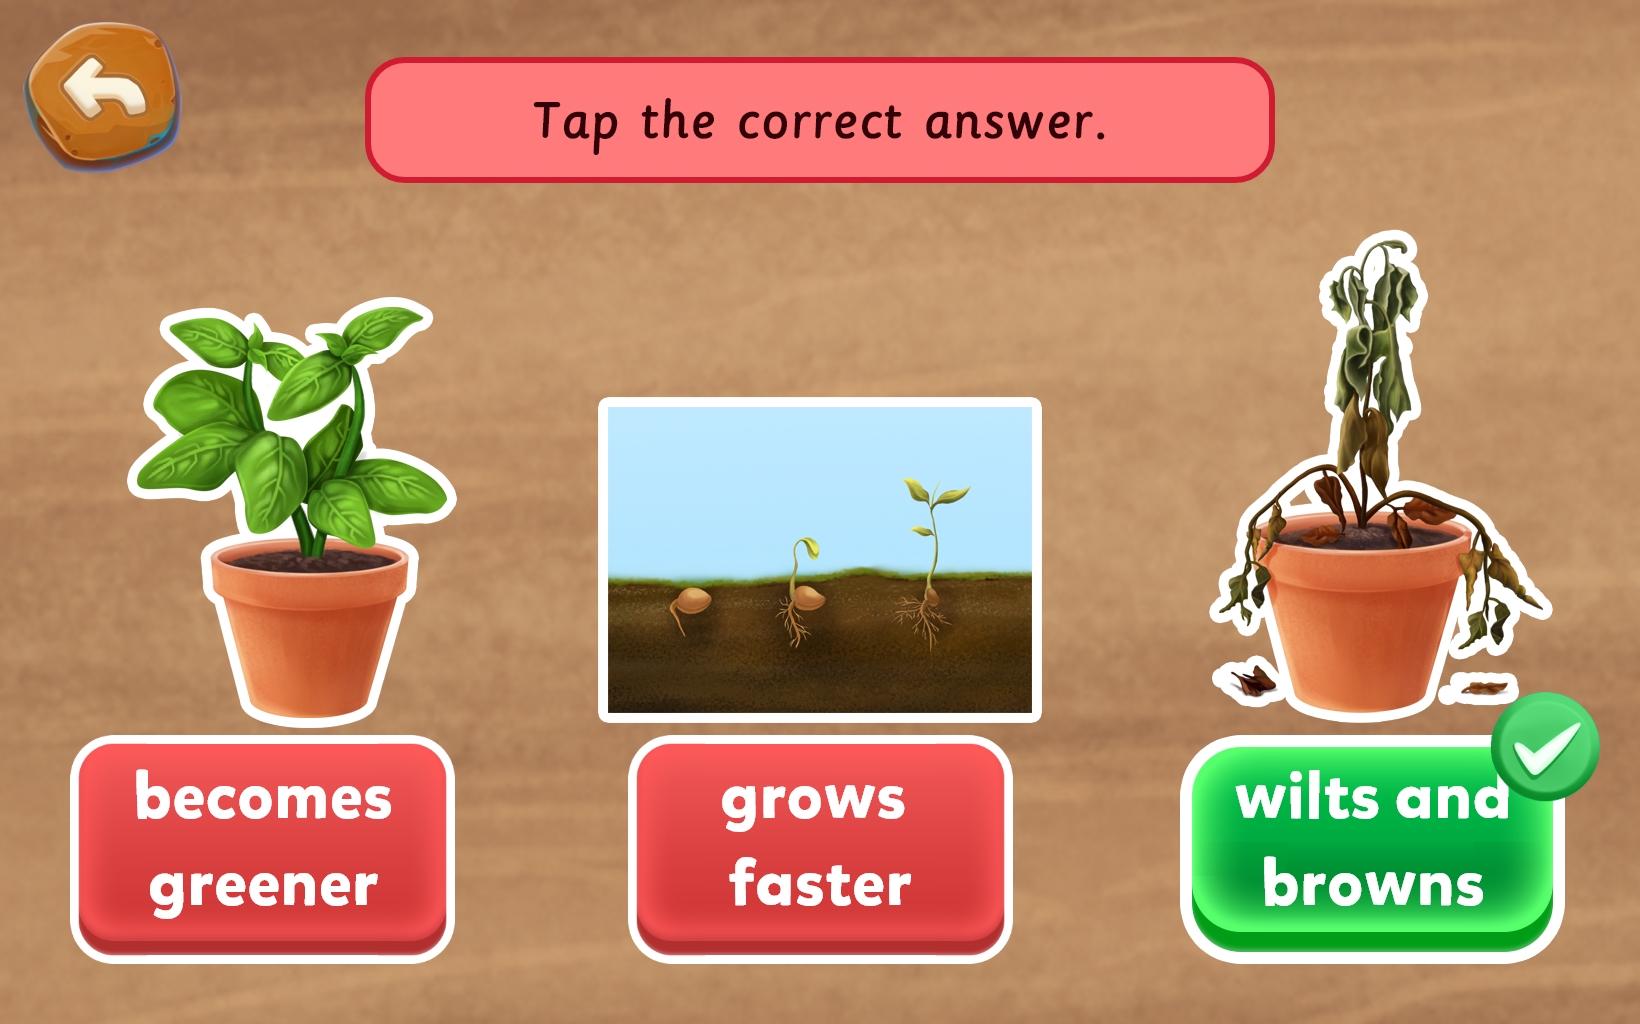 Tap the correct answer.
becomes
greener
grows
faster
wilts and
browns